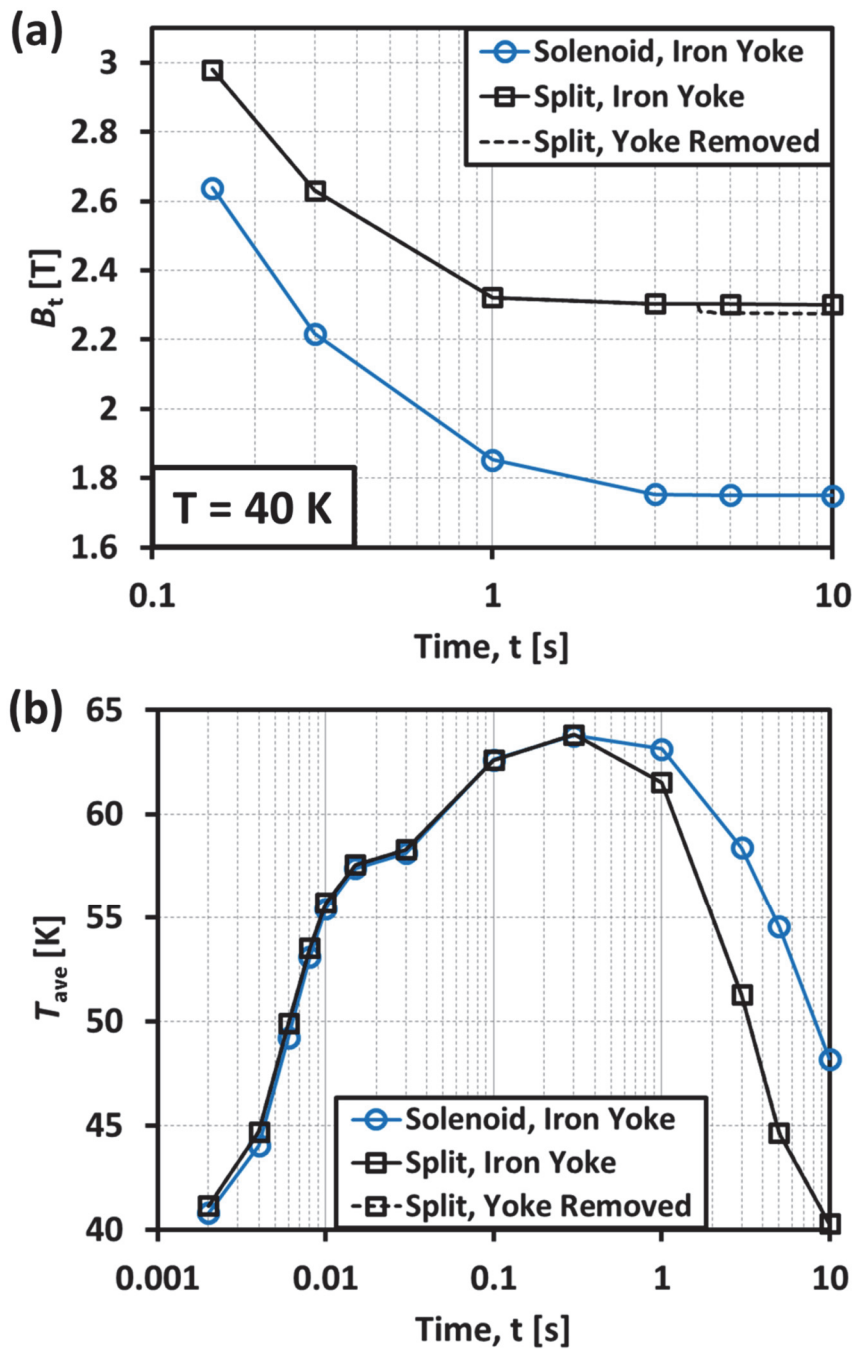 (a)
Solenoid, Iron Yoke
Split, Iron Yoke
Split, Yoke Removed
3
2.8
2.6
2.4
2.2
2
1.8
1.6
Bt [T]
T = 40 K
0.1 1 10
Time, t [s]
(b)
65
60
55
50
45
40
Tave [K]
Solenoid, Iron Yoke
Split, Iron Yoke
Split, Yoke Removed
0.001 0.01 0.1 1 10
Time, t [s]